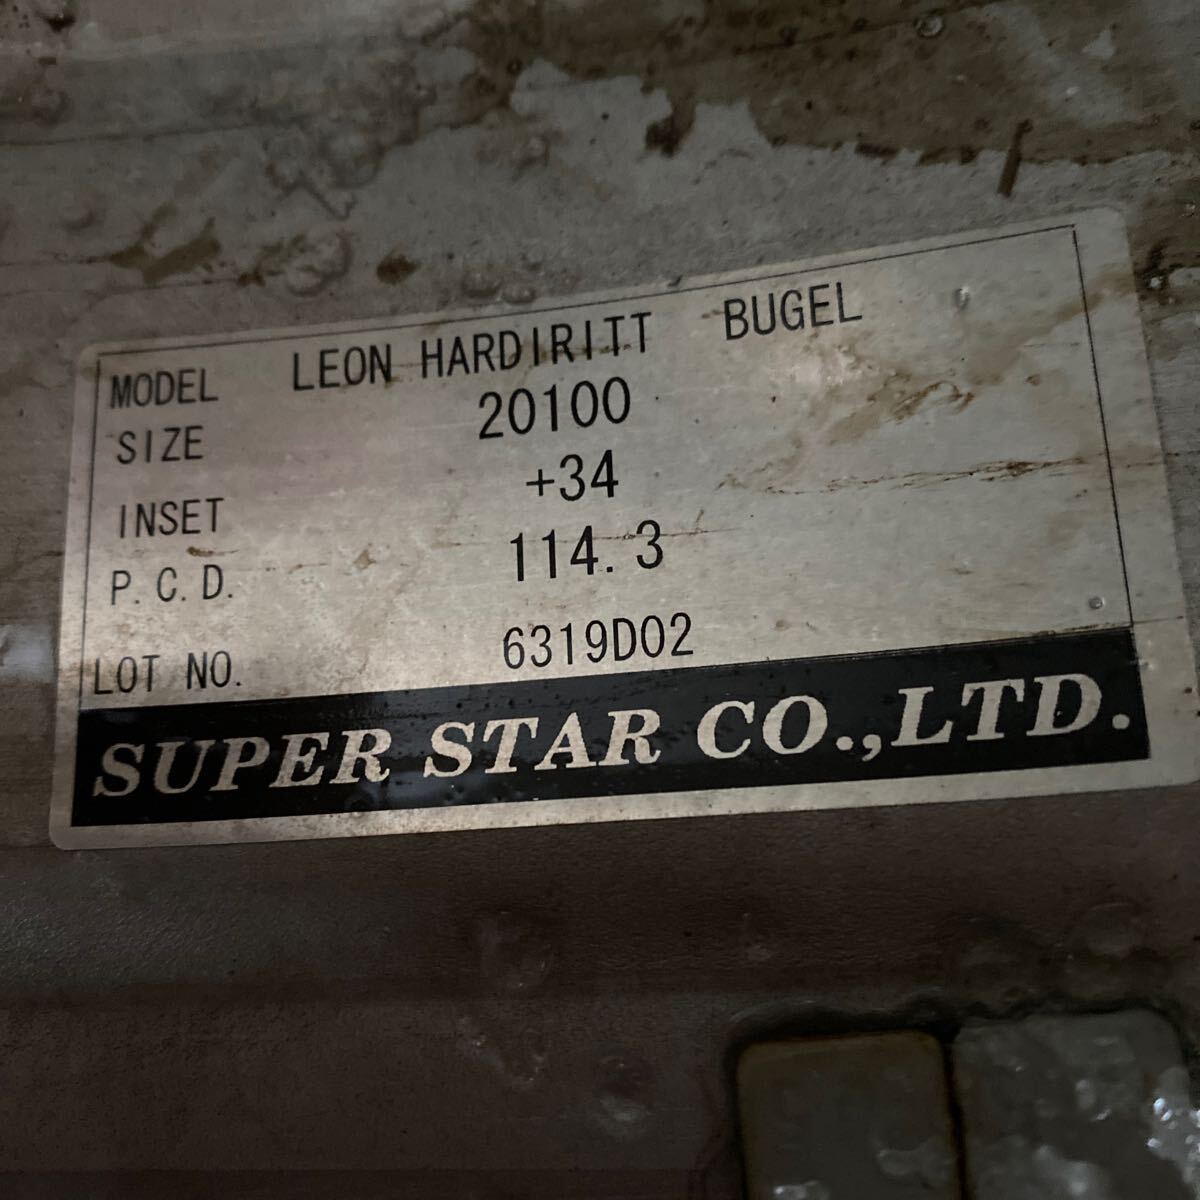 MODEL LEON HARDIRITT BUGEL
SIZE 20100
INSET +34
P.C.D. 114.3
LOT NO. 6319D02
SUPER STAR CO.,LTD.